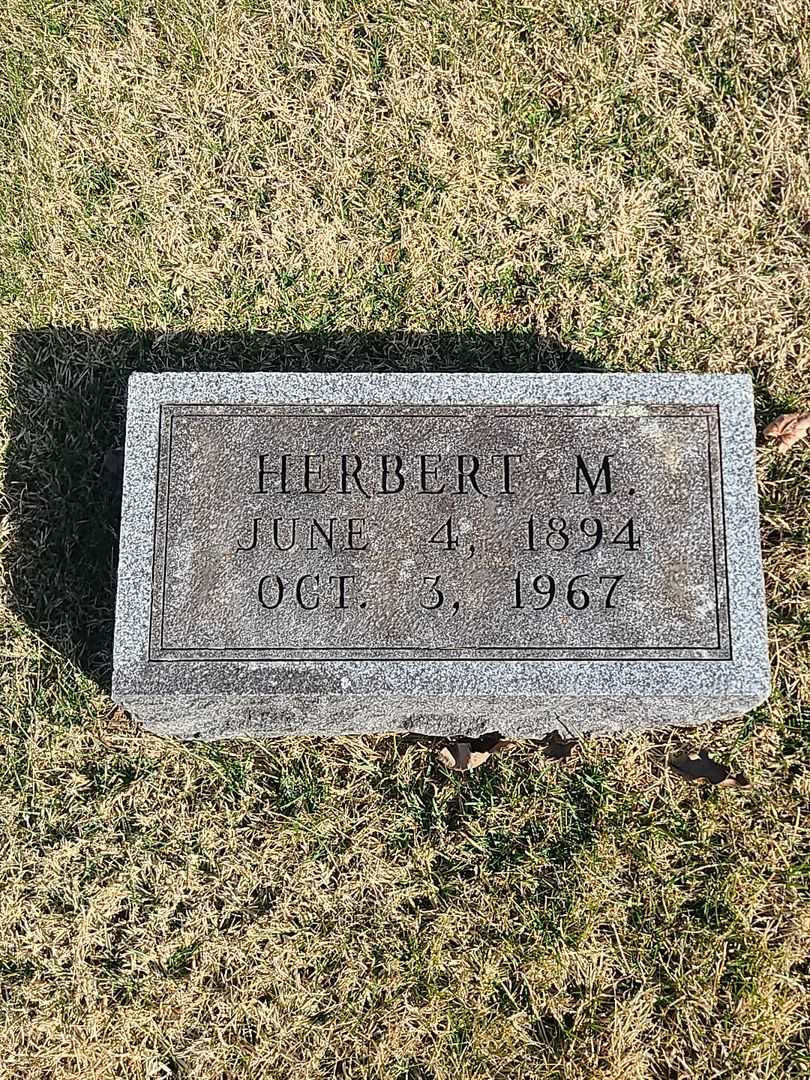 HERBERT M.
JUNE 4, 1894
OCT. 3, 1967